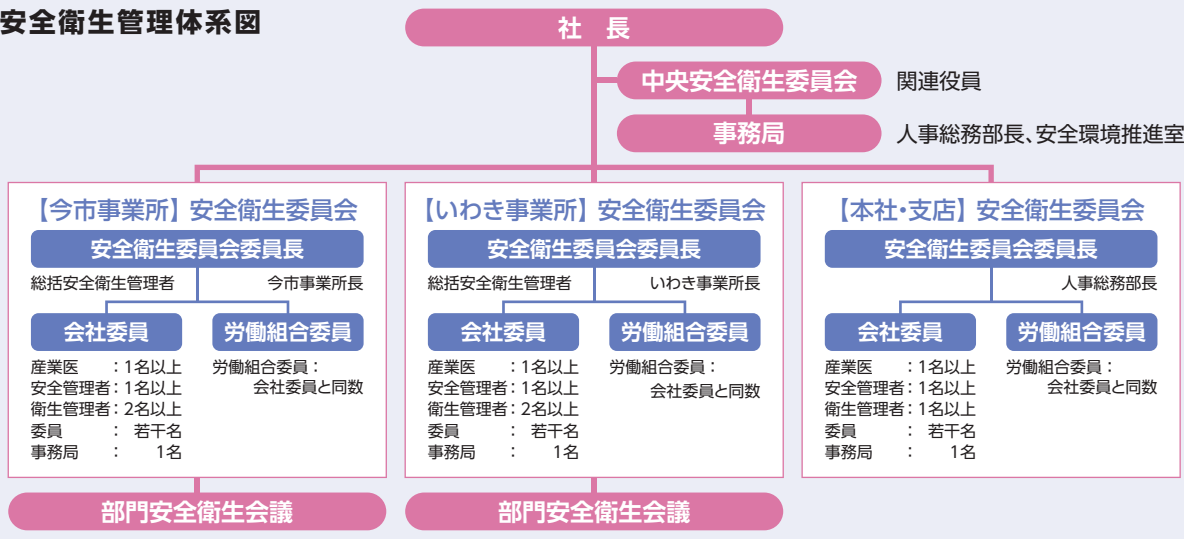 安全衛生管理体系図
社 長
中央安全衛生委員会 関連役員
事務局 人事総務部長、安全環境推進室
【今市事業所】安全衛生委員会
安全衛生委員会委員長
総括安全衛生管理者 今市事業所長
会社委員
産業医 :1名以上
安全管理者:1名以上
衛生管理者:2名以上
委員 : 若干名
事務局 : 1名
労働組合委員
労働組合委員:
会社委員と同数
部門安全衛生会議
【いわき事業所】安全衛生委員会
安全衛生委員会委員長
総括安全衛生管理者 いわき事業所長
会社委員
産業医 :1名以上
安全管理者:1名以上
衛生管理者:2名以上
委員 : 若干名
事務局 : 1名
労働組合委員
労働組合委員:
会社委員と同数
部門安全衛生会議
【本社・支店】安全衛生委員会
安全衛生委員会委員長
人事総務部長
会社委員
産業医 :1名以上
安全管理者:1名以上
衛生管理者:1名以上
委員 : 若干名
事務局 : 1名
労働組合委員
労働組合委員:
会社委員と同数